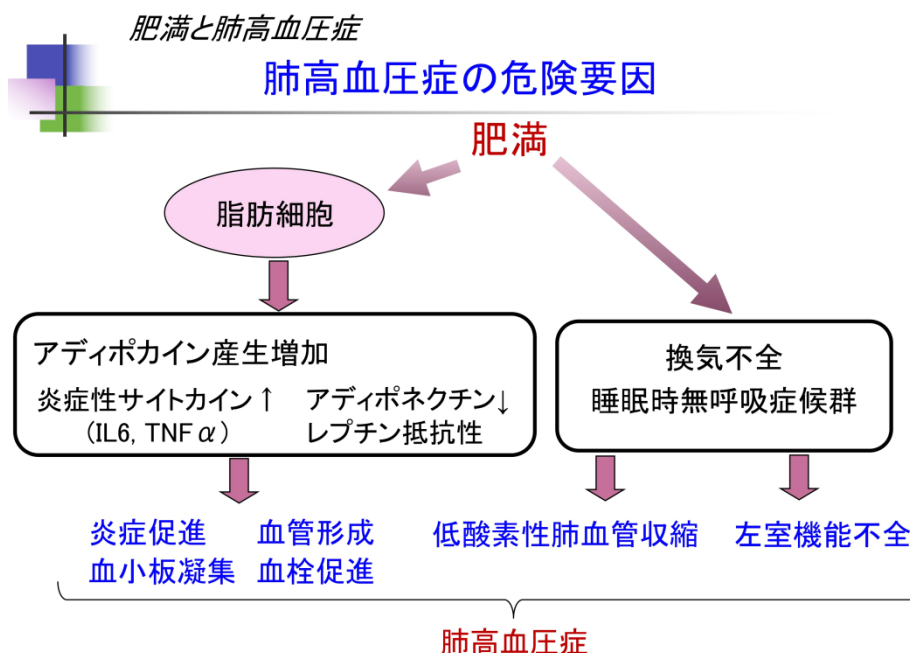 肥満と肺高血圧症
肺高血圧症の危険要因
肥満
脂肪細胞
アディポカイン産生増加
炎症性サイトカイン↑
(IL6, TNFα)
アディポネクチン↓
レプチン抵抗性
換気不全
睡眠時無呼吸症候群
炎症促進 血管形成
血小板凝集 血栓促進
低酸素性肺血管収縮
左室機能不全
肺高血圧症